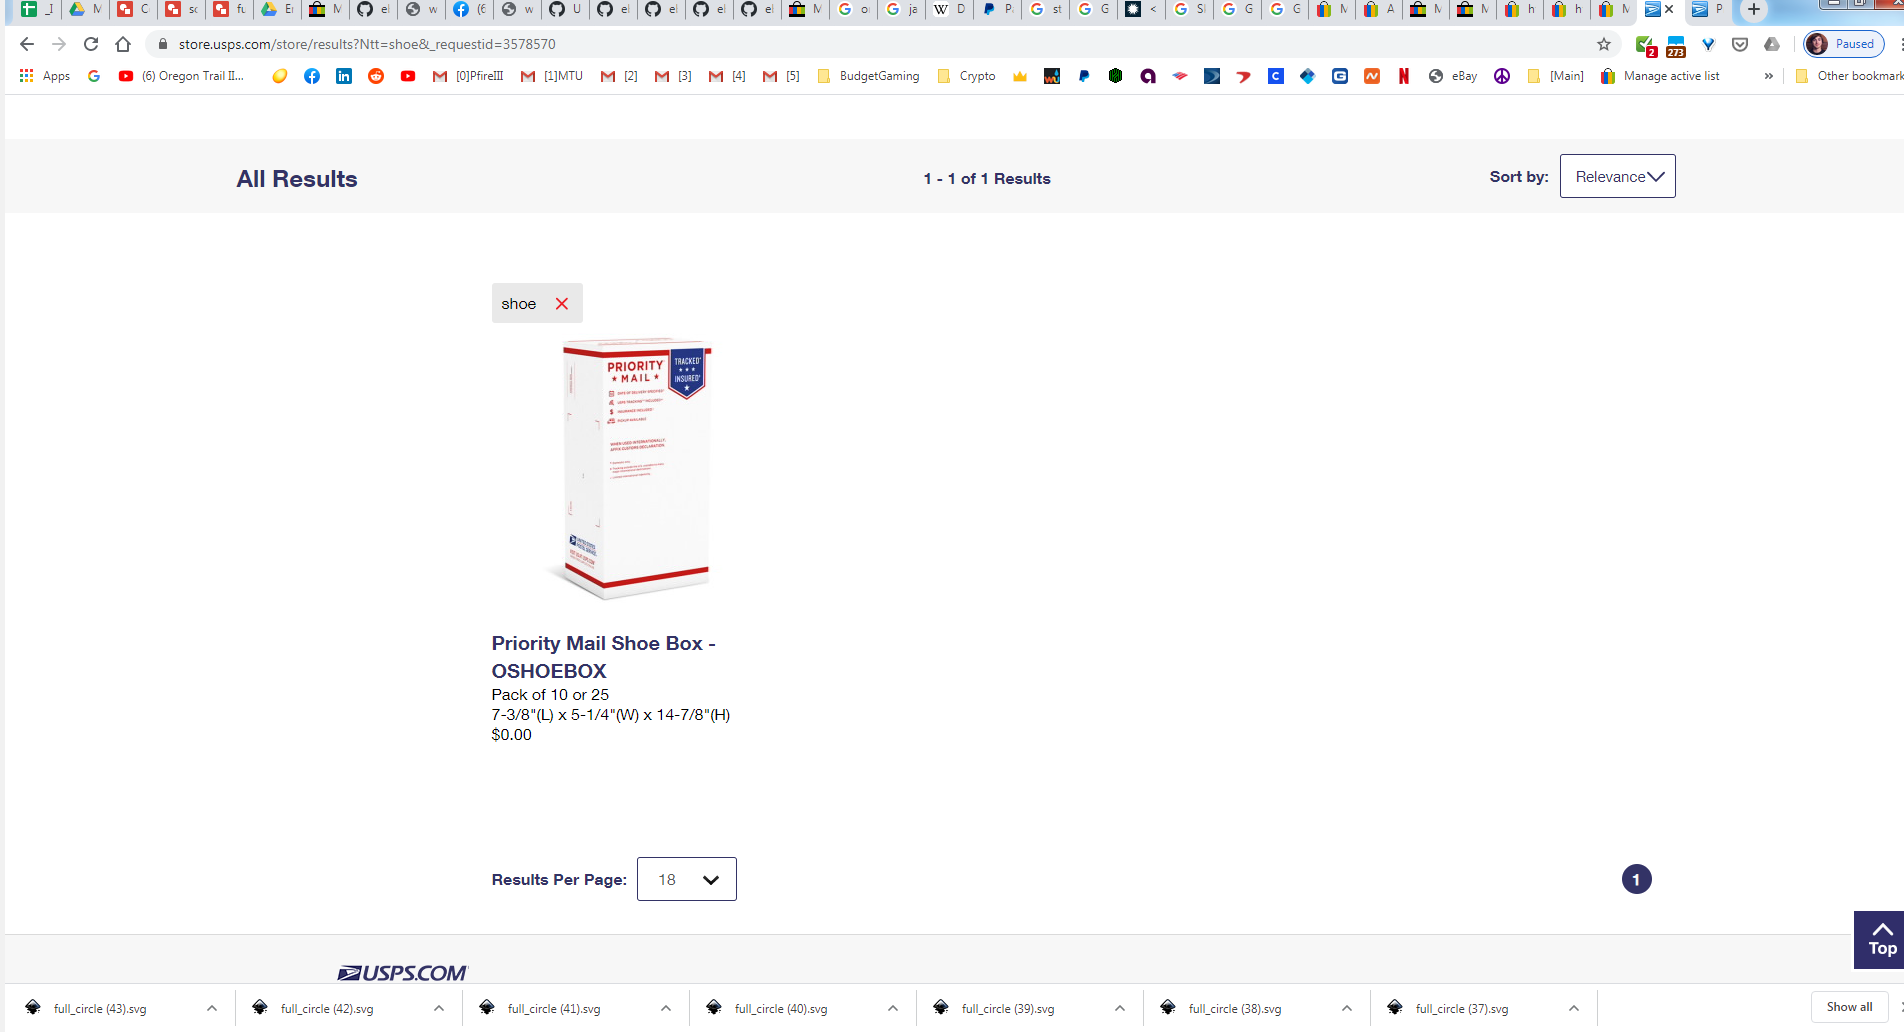 store.usps.com/store/results?Ntt=shoe&_requestid=3578570
Paused
2
273
Apps
(6) Oregon Trail II...
[0]PfireIII
[1]MTU
[2]
[3]
[4]
[5]
BudgetGaming
Crypto
eBay
[Main]
Manage active list
»
Other bookmark
All Results
1 - 1 of 1 Results
Sort by:
Relevance
shoe
PRIORITY
MAIL
TRACKED
INSURED
Priority Mail Shoe Box -
OSHOEBOX
Pack of 10 or 25
7-3/8"(L) x 5-1/4"(W) x 14-7/8"(H)
$0.00
Results Per Page:
18
1
Top
USPS.COM
full_circle (43).svg
full_circle (42).svg
full_circle (41).svg
full_circle (40).svg
full_circle (39).svg
full_circle (38).svg
full_circle (37).svg
Show all